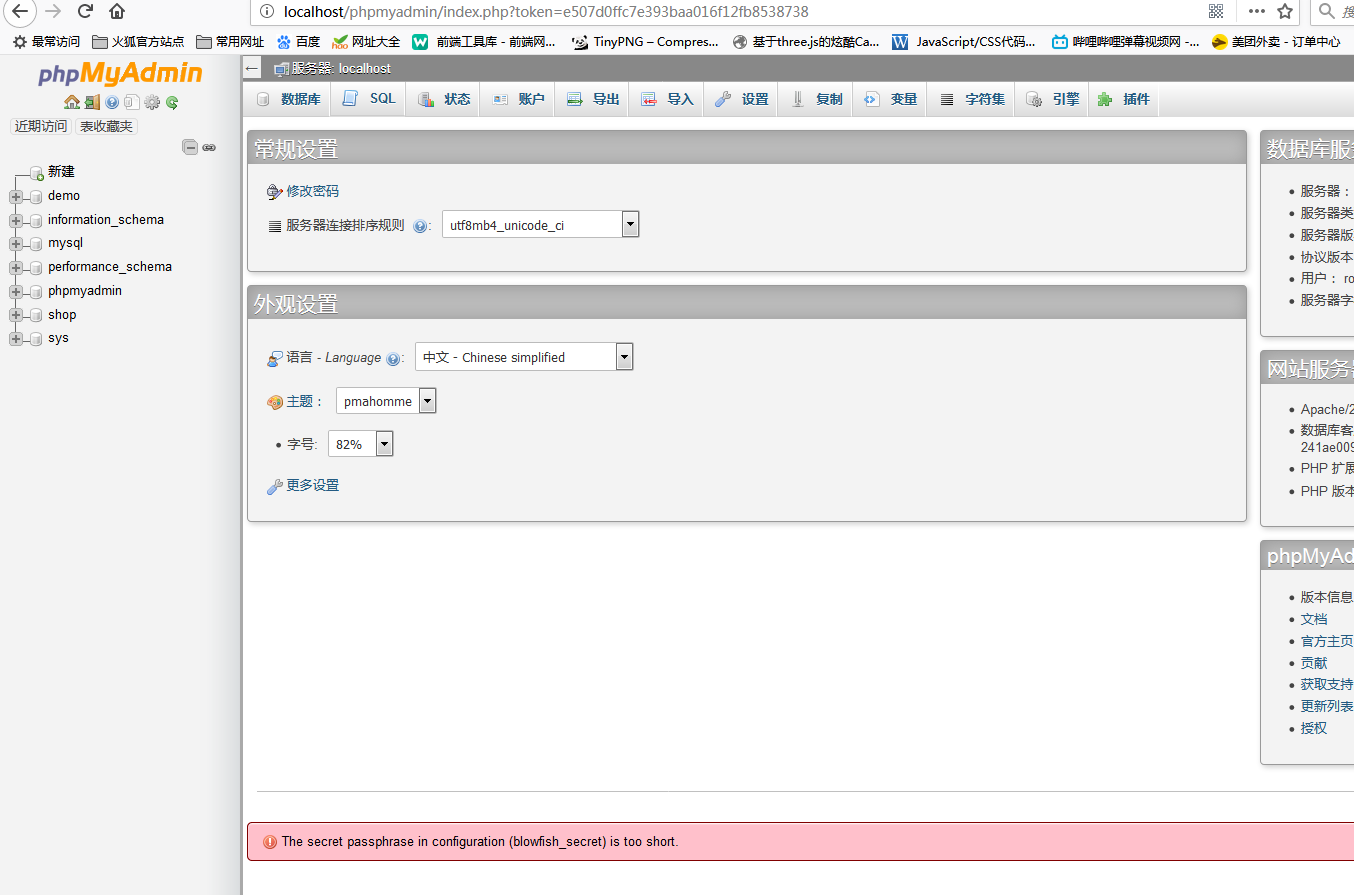 localhost/phpmyadmin/index.php?token=e507d0ffc7e393baa016f12fb8538738
最常访问 火狐官方站点 常用网址 百度 网址大全 前端工具库 - 前端网... TinyPNG – Compres... 基于three.js的炫酷Ca... JavaScript/CSS代码... 哔哩哔哩弹幕视频网 -... 美团外卖 - 订单中心
phpMyAdmin
近期访问 表收藏夹
新建
demo
information_schema
mysql
performance_schema
phpmyadmin
shop
sys
服务器: localhost
数据库 SQL 状态 账户 导出 导入 设置 复制 变量 字符集 引擎 插件
常规设置
修改密码
服务器连接排序规则 : utf8mb4_unicode_ci
外观设置
语言 - Language : 中文 - Chinese simplified
主题： pmahomme
字号: 82%
更多设置
数据库服
服务器：
服务器类
服务器版
协议版本
用户： ro
服务器字
网站服务
Apache/2
数据库客
241ae009
PHP 扩展
PHP 版本
phpMyAd
版本信息
文档
官方主页
贡献
获取支持
更新列表
授权
The secret passphrase in configuration (blowfish_secret) is too short.